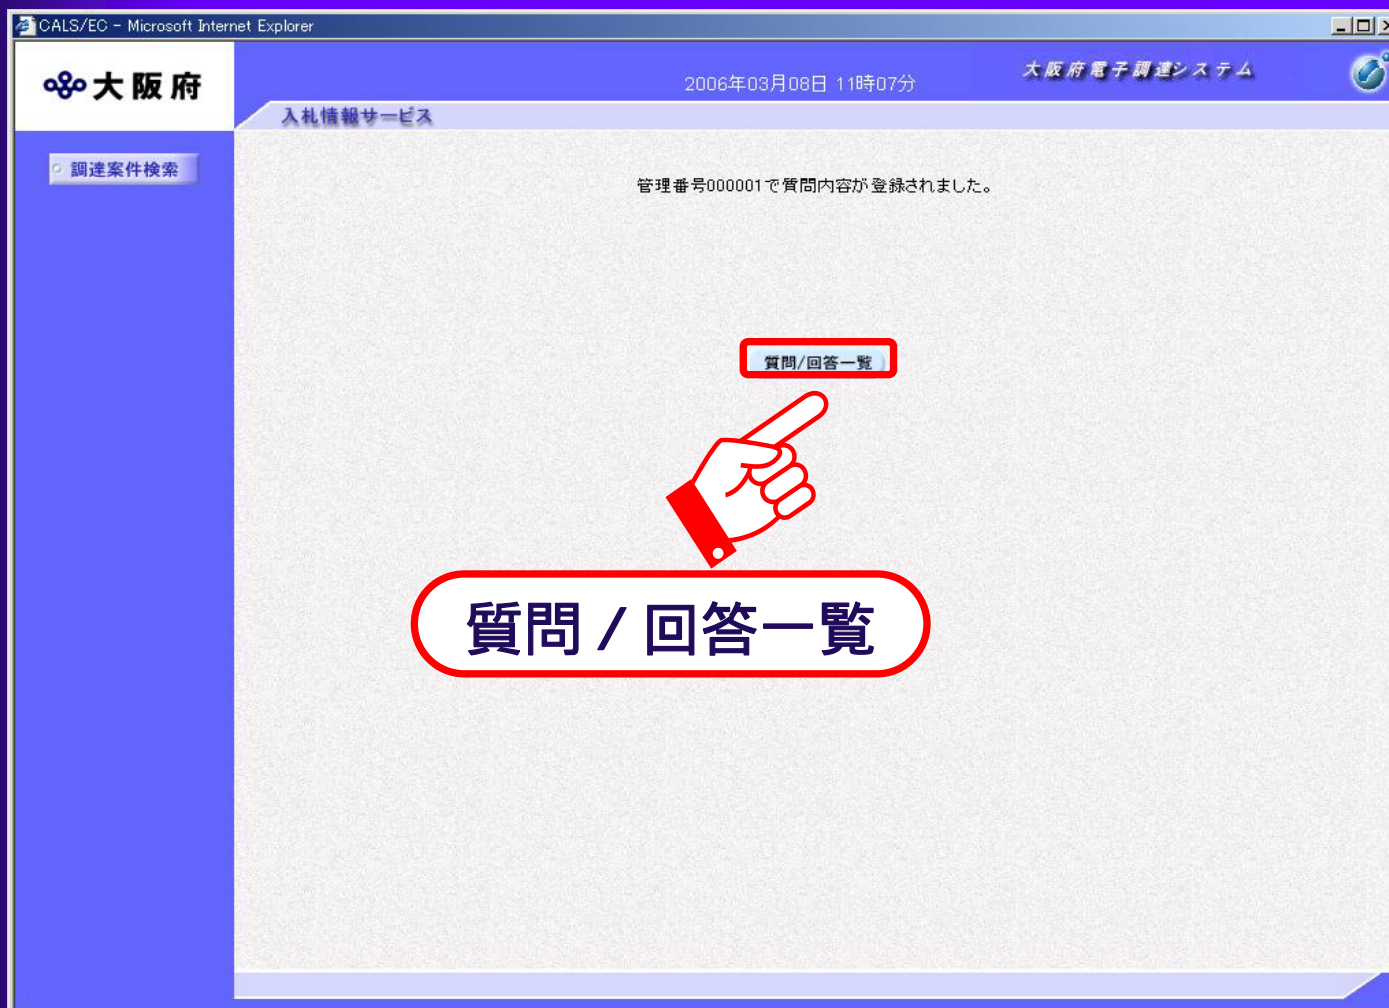 CALS/EC - Microsoft Internet Explorer
大阪府
2006年03月08日 11時07分
大阪府電子調達システム
入札情報サービス
調達案件検索
管理番号000001で質問内容が登録されました。
質問/回答一覧
質問/回答一覧